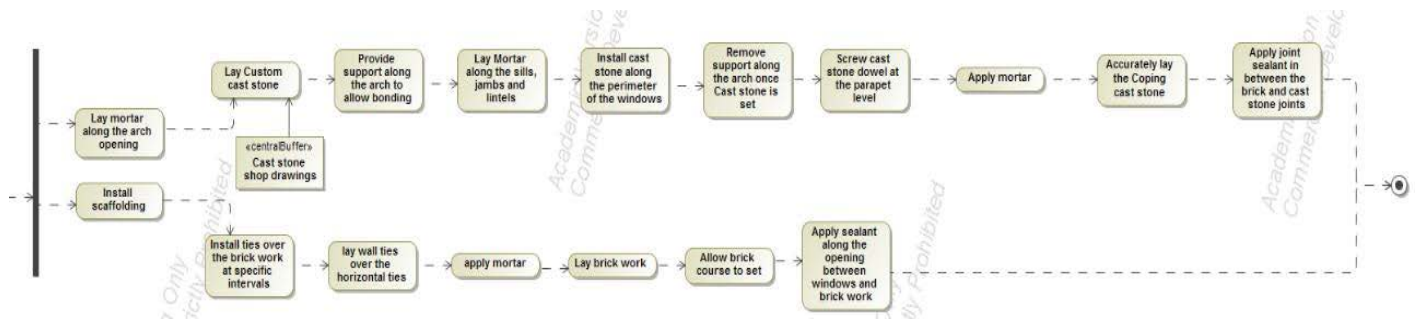 Lay mortar
along the arch
opening
Lay Custom
cast stone
«centralBuffer»
Cast stone
shop drawings
Provide
support along
the arch to
allow bonding
Lay Mortar
along the sills,
jambs and
lintels
Install cast
stone along
the perimeter
of the windows
Remove
support along
the arch once
Cast stone is
set
Screw cast
stone dowel at
the parapet
level
Apply mortar
Accurately lay
the Coping
cast stone
Apply joint
sealant in
between the
brick and cast
stone joints
Install
scaffolding
Install ties over
the brick work
at specific
intervals
lay wall ties
over the
horizontal ties
apply mortar
Lay brick work
Allow brick
course to set
Apply sealant
along the
opening
between
windows and
brick work